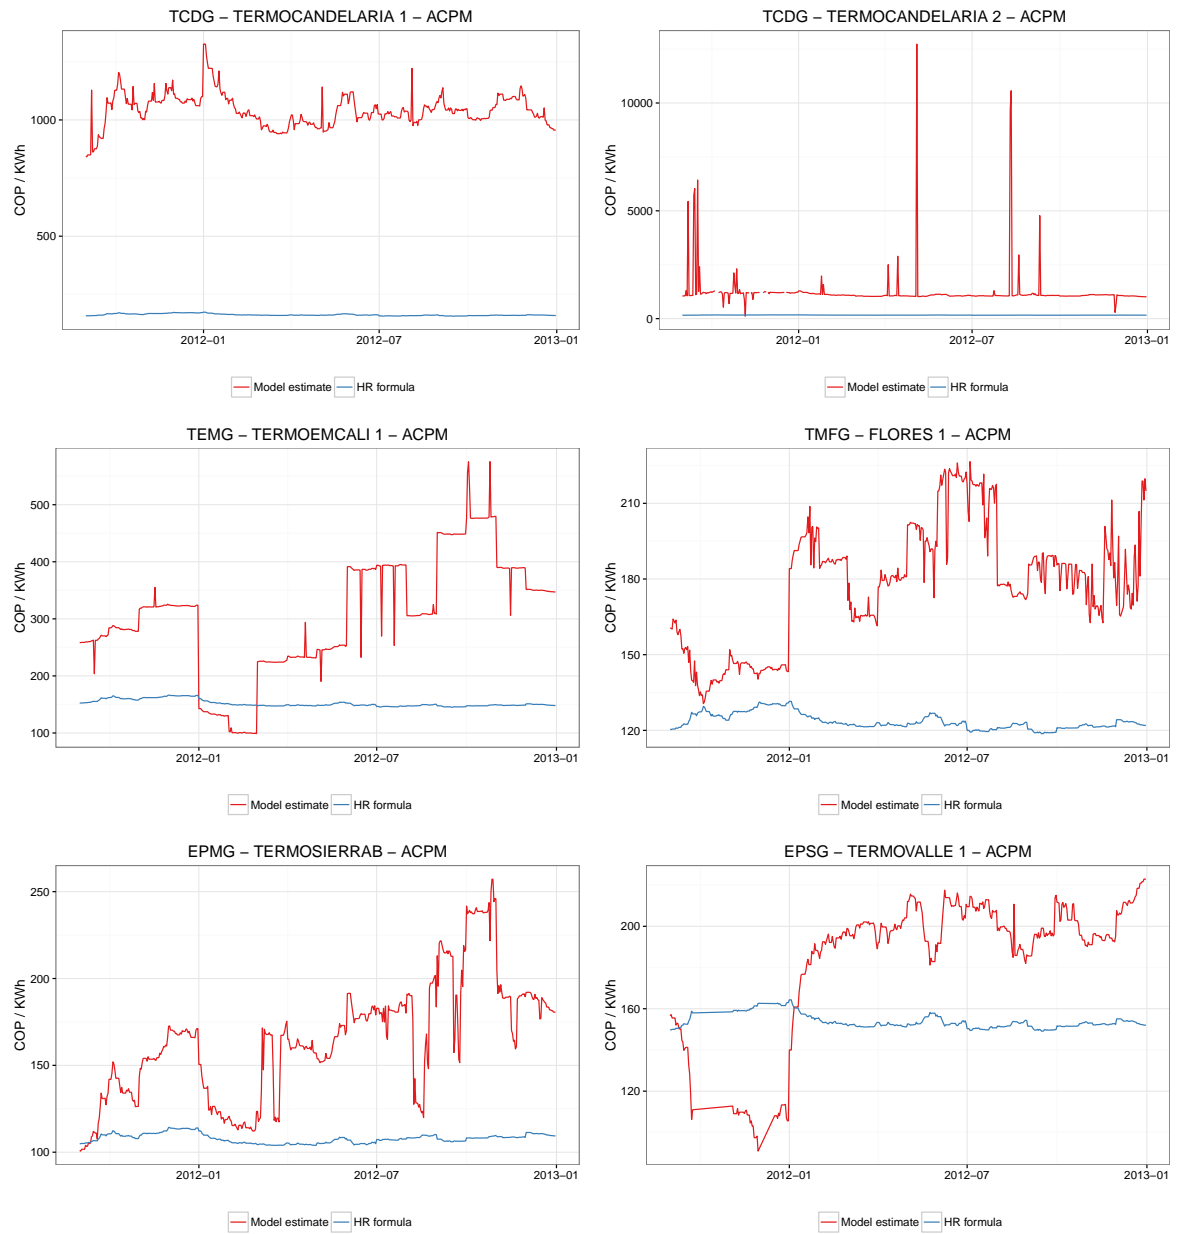 TCDG – TERMOCANDELARIA 1 – ACPM
COP / KWh
1000
500
2012–01
2012–07
2013–01
Model estimate
HR formula
TCDG – TERMOCANDELARIA 2 – ACPM
COP / KWh
10000
5000
0
2012–01
2012–07
2013–01
Model estimate
HR formula
TEMG – TERMOEMCALI 1 – ACPM
COP / KWh
500
400
300
200
100
2012–01
2012–07
2013–01
Model estimate
HR formula
TMFG – FLORES 1 – ACPM
COP / KWh
210
180
150
120
2012–01
2012–07
2013–01
Model estimate
HR formula
EPMG – TERMOSIERRAB – ACPM
COP / KWh
250
200
150
100
2012–01
2012–07
2013–01
Model estimate
HR formula
EPSG – TERMOVALLE 1 – ACPM
COP / KWh
200
160
120
2012–01
2012–07
2013–01
Model estimate
HR formula